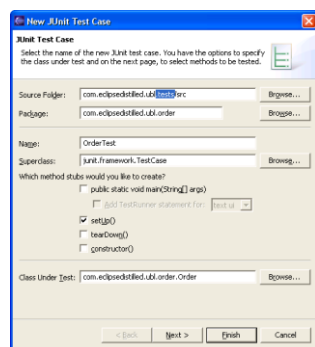 New JUnit Test Case
JUnit Test Case
Select the name of the new JUnit test case. You have the options to specify
the class under test and on the next page, to select methods to be tested.
Source Folder: com.eclipsedistilled.ubl.tests/src Browse...
Package: com.eclipsedistilled.ubl.order Browse...
Name: OrderTest
Superclass: junit.framework.TestCase Browse...
Which method stubs would you like to create?
public static void main(String[] args)
Add TestRunner statement for: text ui
setUp()
tearDown()
constructor()
Class Under Test: com.eclipsedistilled.ubl.order.Order Browse...
< Back Next > Finish Cancel